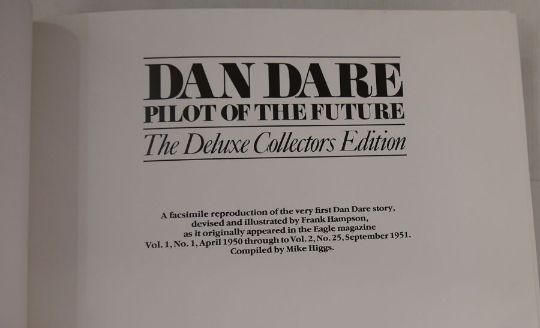 DAN DARE
PILOT OF THE FUTURE
The Deluxe Collectors Edition
A facsimile reproduction of the very first Dan Dare story,
devised and illustrated by Frank Hampson,
as it originally appeared in the Eagle magazine
Vol. 1, No. 1, April 1950 through to Vol. 2, No. 25, September 1951.
Compiled by Mike Higgs.